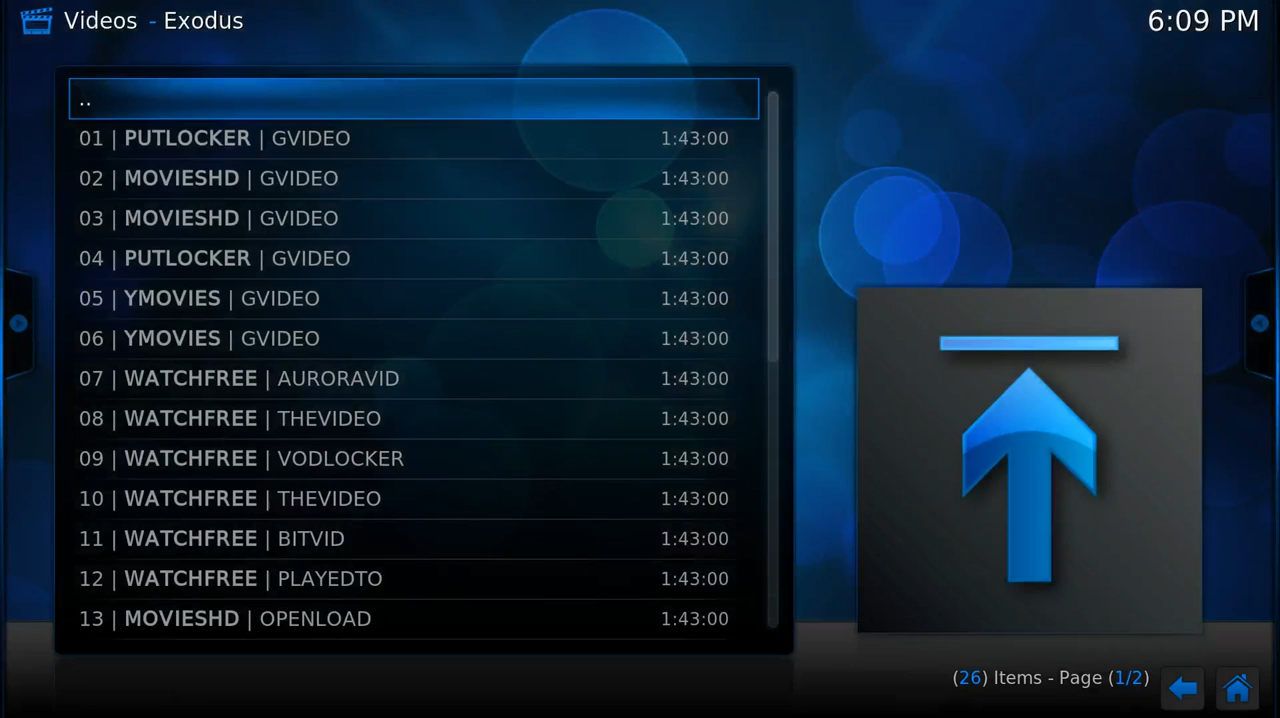 Videos - Exodus
6:09 PM
..
01 | PUTLOCKER | GVIDEO 1:43:00
02 | MOVIESHD | GVIDEO 1:43:00
03 | MOVIESHD | GVIDEO 1:43:00
04 | PUTLOCKER | GVIDEO 1:43:00
05 | YMOVIES | GVIDEO 1:43:00
06 | YMOVIES | GVIDEO 1:43:00
07 | WATCHFREE | AURORAVID 1:43:00
08 | WATCHFREE | THEVIDEO 1:43:00
09 | WATCHFREE | VODLOCKER 1:43:00
10 | WATCHFREE | THEVIDEO 1:43:00
11 | WATCHFREE | BITVID 1:43:00
12 | WATCHFREE | PLAYEDTO 1:43:00
13 | MOVIESHD | OPENLOAD 1:43:00
(26) Items - Page (1/2)